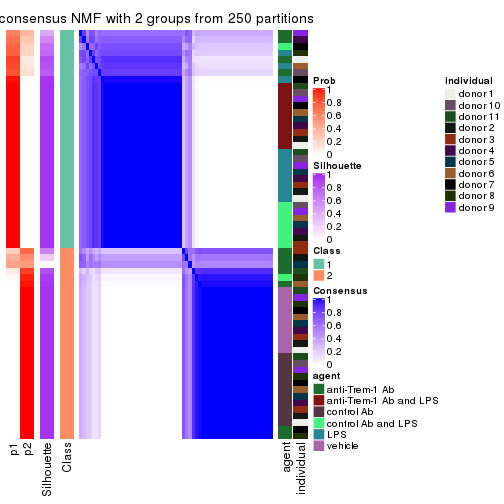 consensus NMF with 2 groups from 250 partitions
Prob
1
0.8
0.6
0.4
0.2
0
Silhouette
1
0.8
0.6
0.4
0.2
0
Class
1
2
Consensus
1
0.8
0.6
0.4
0.2
0
agent
anti-Trem-1 Ab
anti-Trem-1 Ab and LPS
control Ab
control Ab and LPS
LPS
vehicle
individual
donor 1
donor 10
donor 11
donor 2
donor 3
donor 4
donor 5
donor 6
donor 7
donor 8
donor 9
p1
p2
Silhouette
Class
agent
individual